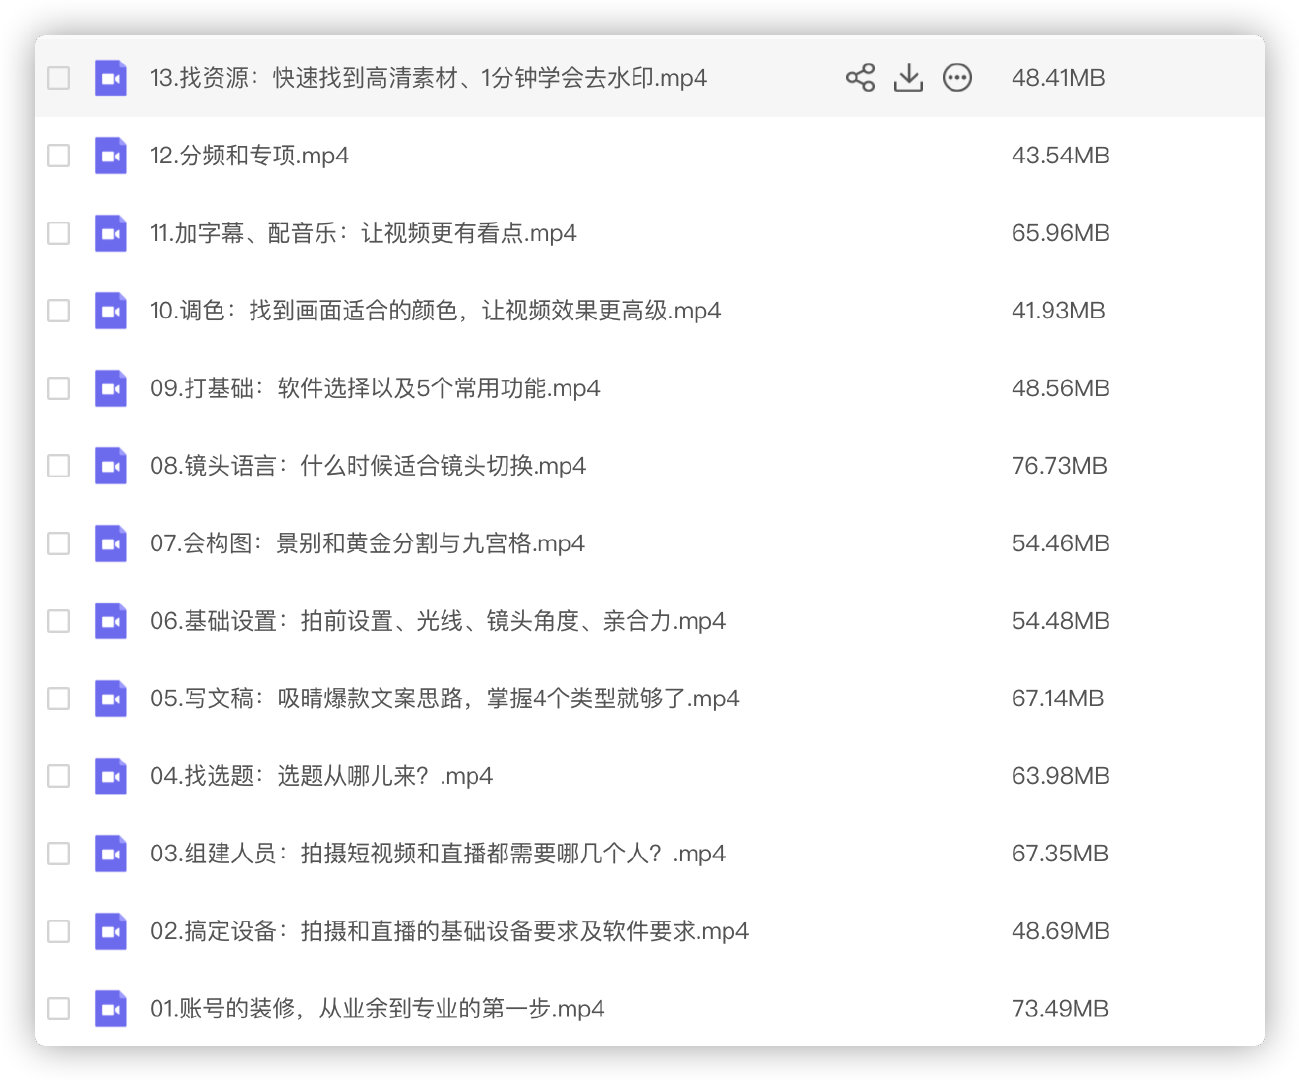 13.找资源：快速找到高清素材、1分钟学会去水印.mp4 48.41MB
12.分频和专项.mp4 43.54MB
11.加字幕、配音乐：让视频更有看点.mp4 65.96MB
10.调色：找到画面适合的颜色，让视频效果更高级.mp4 41.93MB
09.打基础：软件选择以及5个常用功能.mp4 48.56MB
08.镜头语言：什么时候适合镜头切换.mp4 76.73MB
07.会构图：景别和黄金分割与九宫格.mp4 54.46MB
06.基础设置：拍前设置、光线、镜头角度、亲合力.mp4 54.48MB
05.写文稿：吸晴爆款文案思路，掌握4个类型就够了.mp4 67.14MB
04.找选题：选题从哪儿来？.mp4 63.98MB
03.组建人员：拍摄短视频和直播都需要哪几个人？.mp4 67.35MB
02.搞定设备：拍摄和直播的基础设备要求及软件要求.mp4 48.69MB
01.账号的装修，从业余到专业的第一步.mp4 73.49MB